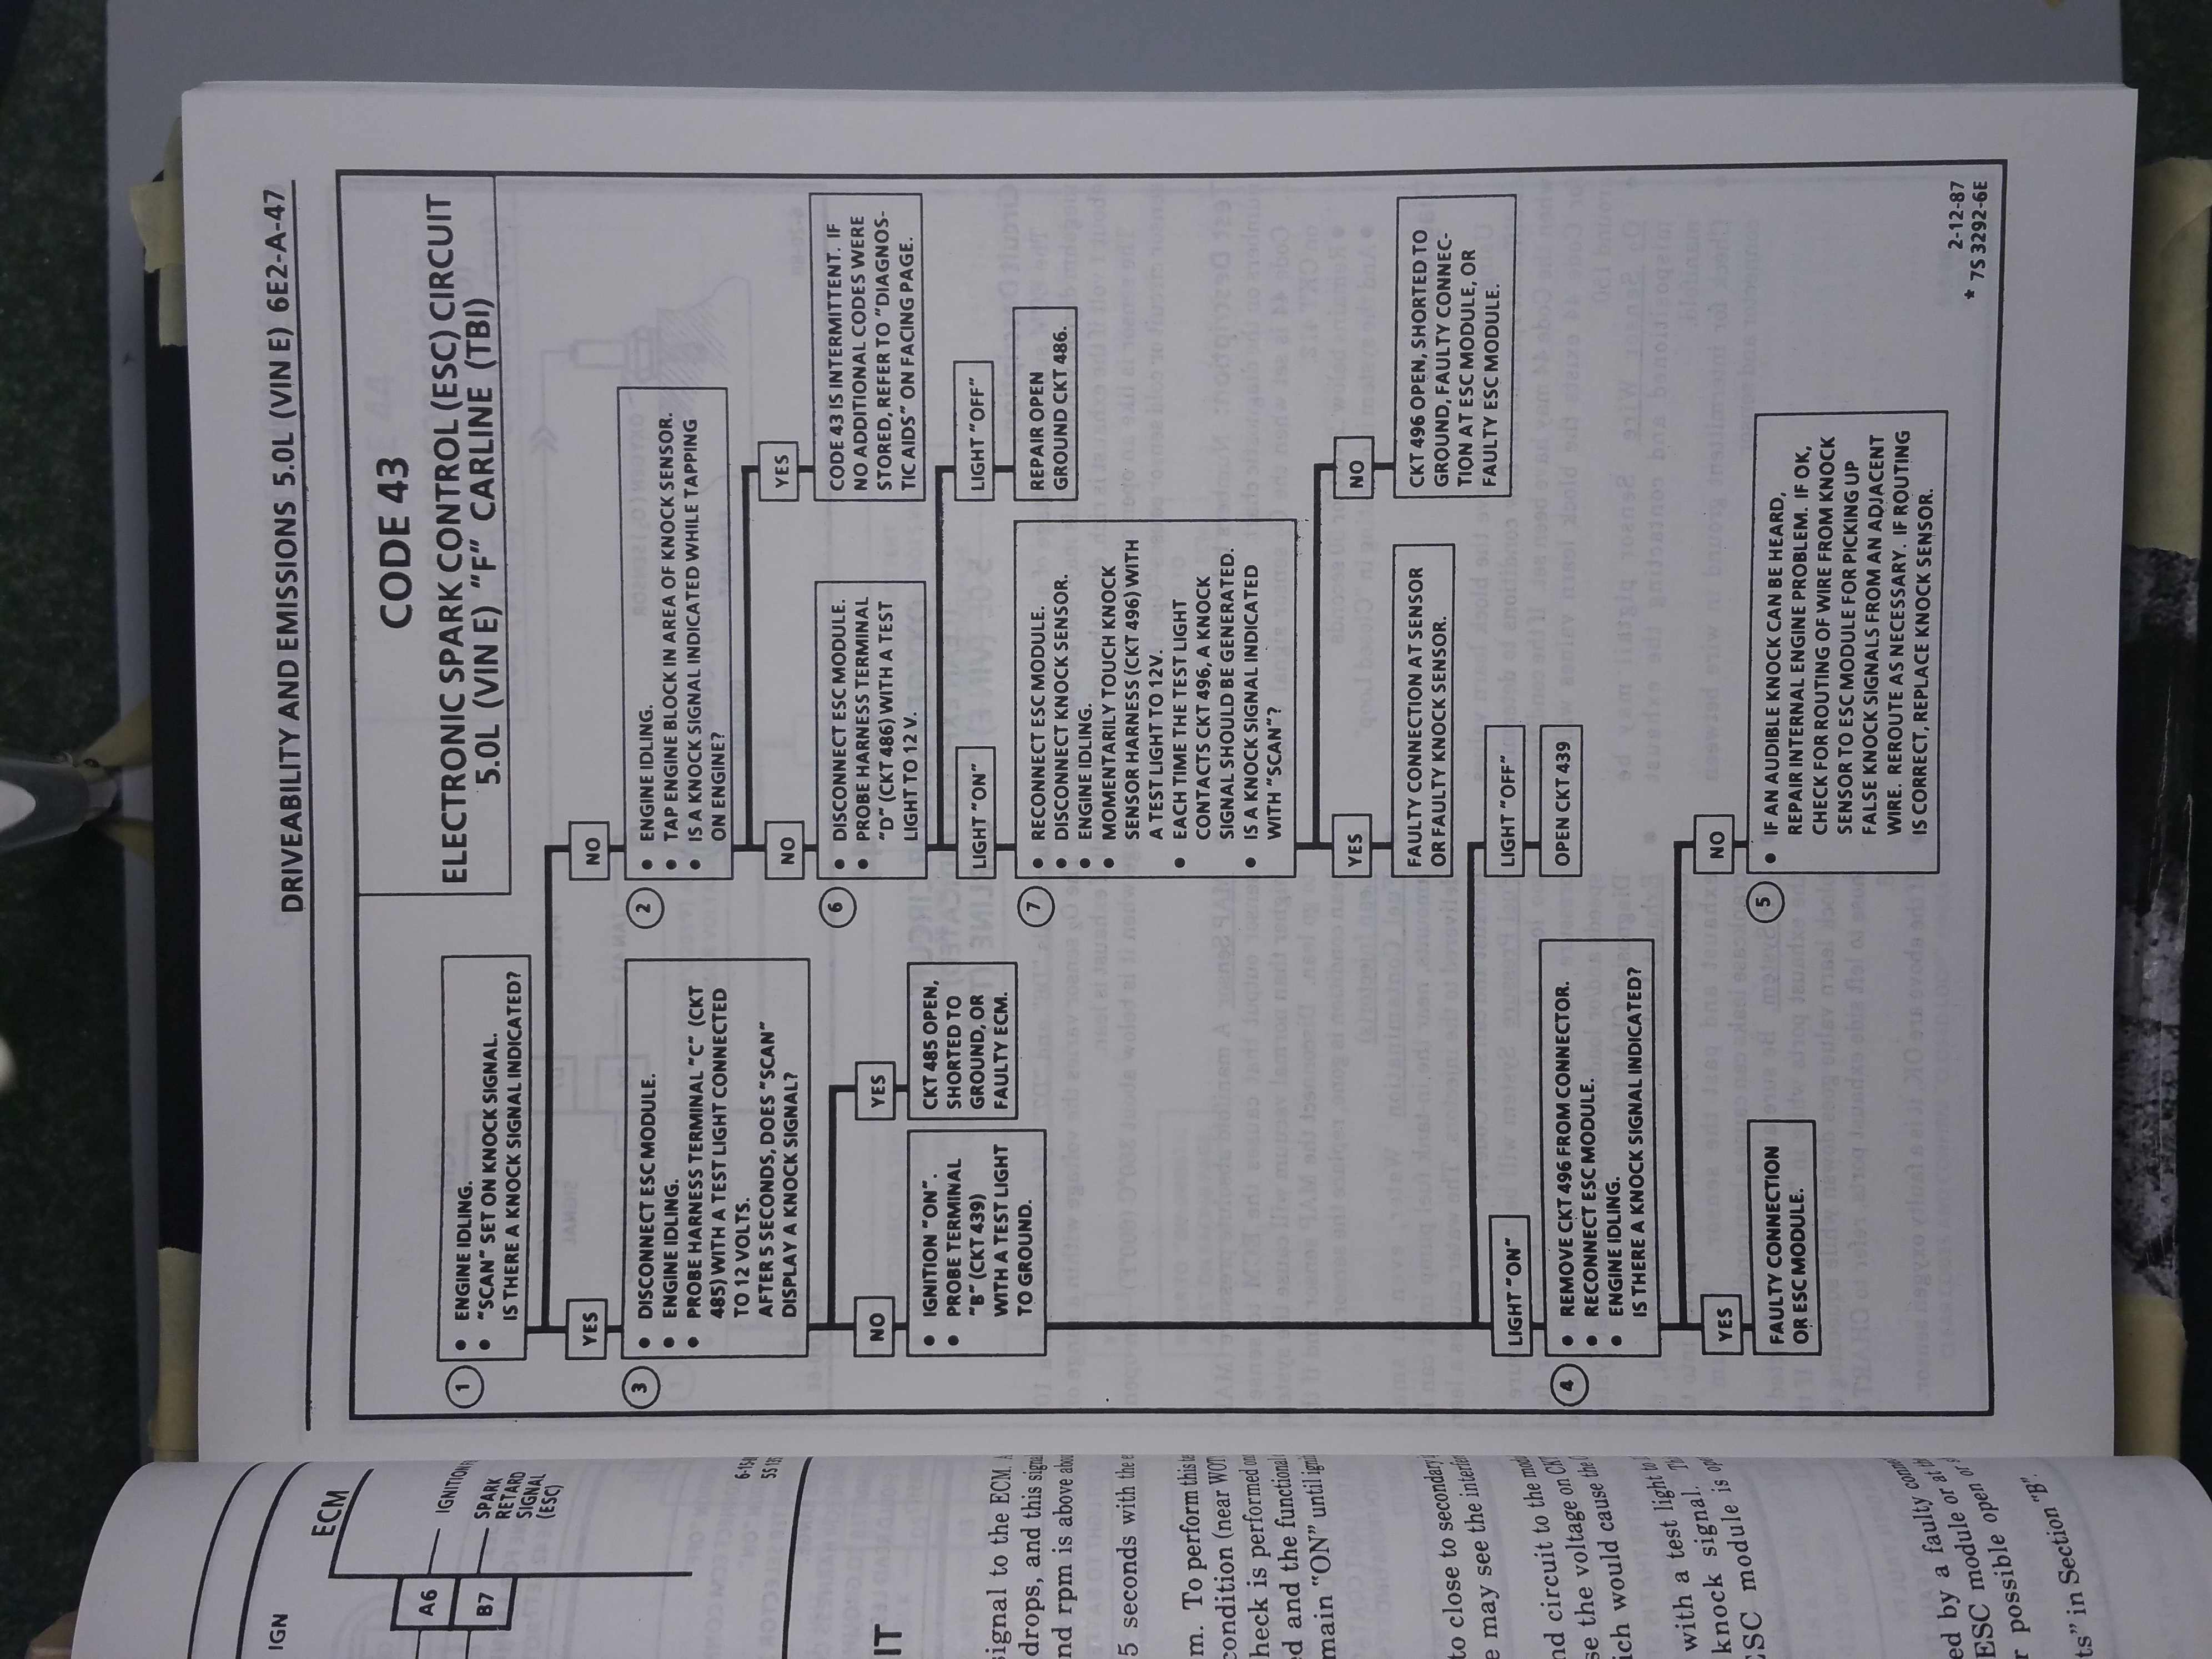 DRIVEABILITY AND EMISSIONS 5.0L (VIN E) 6E2-A-47
CODE 43
ELECTRONIC SPARK CONTROL (ESC) CIRCUIT
5.0L (VIN E) "F" CARLINE (TBI)
1
• ENGINE IDLING.
• "SCAN" SET ON KNOCK SIGNAL.
IS THERE A KNOCK SIGNAL INDICATED?
YES
NO
3
• DISCONNECT ESC MODULE.
• ENGINE IDLING.
• PROBE HARNESS TERMINAL "C" (CKT
485) WITH A TEST LIGHT CONNECTED
TO 12 VOLTS.
AFTER 5 SECONDS, DOES "SCAN"
DISPLAY A KNOCK SIGNAL?
2
• ENGINE IDLING.
• TAP ENGINE BLOCK IN AREA OF KNOCK SENSOR.
• IS A KNOCK SIGNAL INDICATED WHILE TAPPING
ON ENGINE?
NO
YES
NO
YES
• IGNITION "ON".
• PROBE TERMINAL
"B" (CKT 439)
WITH A TEST LIGHT
TO GROUND.
CKT 485 OPEN,
SHORTED TO
GROUND, OR
FAULTY ECM.
6
• DISCONNECT ESC MODULE.
• PROBE HARNESS TERMINAL
"D" (CKT 486) WITH A TEST
LIGHT TO 12 V.
CODE 43 IS INTERMITTENT. IF
NO ADDITIONAL CODES WERE
STORED, REFER TO "DIAGNOS-
TIC AIDS" ON FACING PAGE.
LIGHT "ON"
LIGHT "OFF"
7
• RECONNECT ESC MODULE.
• DISCONNECT KNOCK SENSOR.
• ENGINE IDLING.
• MOMENTARILY TOUCH KNOCK
SENSOR HARNESS (CKT 496) WITH
A TEST LIGHT TO 12V.
• EACH TIME THE TEST LIGHT
CONTACTS CKT 496, A KNOCK
SIGNAL SHOULD BE GENERATED.
• IS A KNOCK SIGNAL INDICATED
WITH "SCAN"?
REPAIR OPEN
GROUND CKT 486.
YES
NO
FAULTY CONNECTION AT SENSOR
OR FAULTY KNOCK SENSOR.
CKT 496 OPEN, SHORTED TO
GROUND, FAULTY CONNEC-
TION AT ESC MODULE, OR
FAULTY ESC MODULE.
LIGHT "ON"
LIGHT "OFF"
4
• REMOVE CKT 496 FROM CONNECTOR.
• RECONNECT ESC MODULE.
• ENGINE IDLING.
IS THERE A KNOCK SIGNAL INDICATED?
OPEN CKT 439
YES
NO
FAULTY CONNECTION
OR ESC MODULE.
5
• IF AN AUDIBLE KNOCK CAN BE HEARD,
REPAIR INTERNAL ENGINE PROBLEM. IF OK,
CHECK FOR ROUTING OF WIRE FROM KNOCK
SENSOR TO ESC MODULE FOR PICKING UP
FALSE KNOCK SIGNALS FROM AN ADJACENT
WIRE. REROUTE AS NECESSARY. IF ROUTING
IS CORRECT, REPLACE KNOCK SENSOR.
2-12-87
* 7S 3292-6E
IGN
ECM
A6
IGNITION
B7
SPARK
RETARD
SIGNAL
(ESC)
IT
signal to the ECM.
drops, and this
nd rpm is above
5 seconds with the
m. To perform this
condition (near
heck is performed
ed and the functional
main "ON" until
to close to secondary
e may see the
nd circuit to the
se the voltage on
ich would cause the
with a test light to
knock signal.
ESC module is
ed by a faulty
ESC module or
r possible open or
ts" in Section "B".